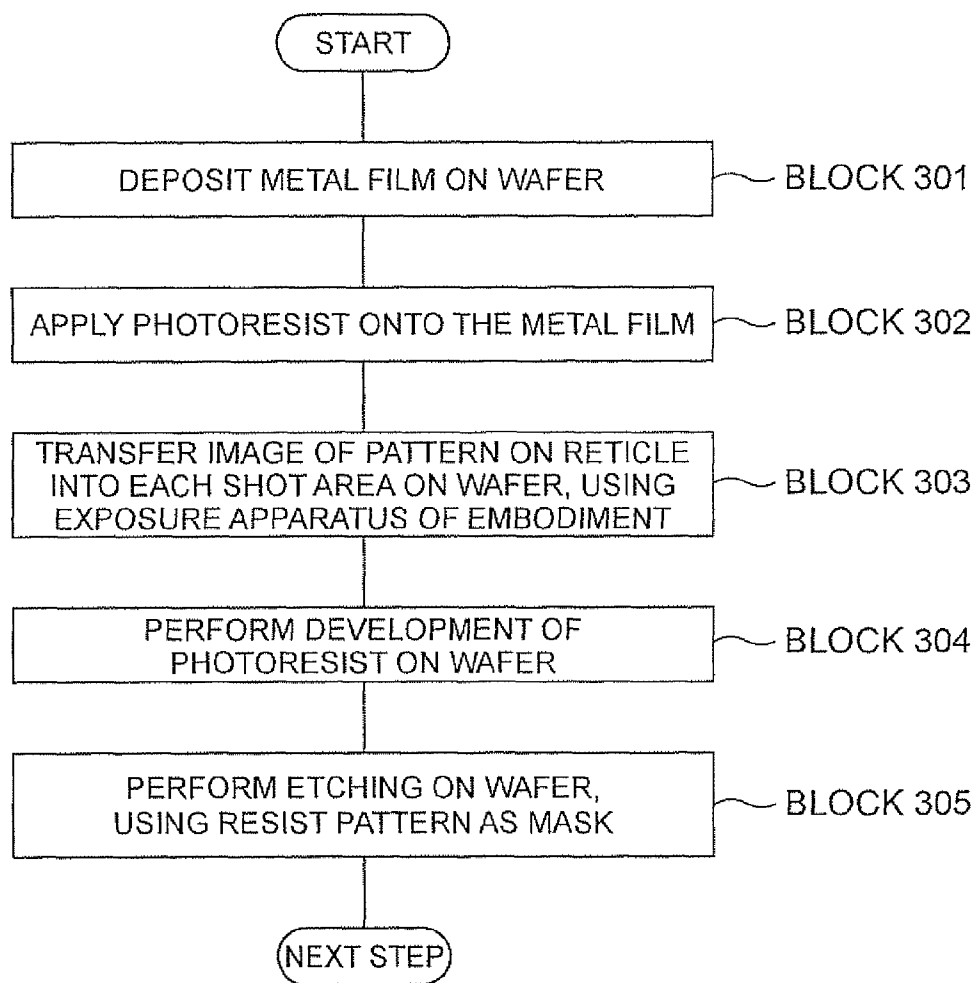 START
DEPOSIT METAL FILM ON WAFER
BLOCK 301
APPLY PHOTORESIST ONTO THE METAL FILM
BLOCK 302
TRANSFER IMAGE OF PATTERN ON RETICLE
INTO EACH SHOT AREA ON WAFER, USING
EXPOSURE APPARATUS OF EMBODIMENT
BLOCK 303
PERFORM DEVELOPMENT OF
PHOTORESIST ON WAFER
BLOCK 304
PERFORM ETCHING ON WAFER,
USING RESIST PATTERN AS MASK
BLOCK 305
NEXT STEP